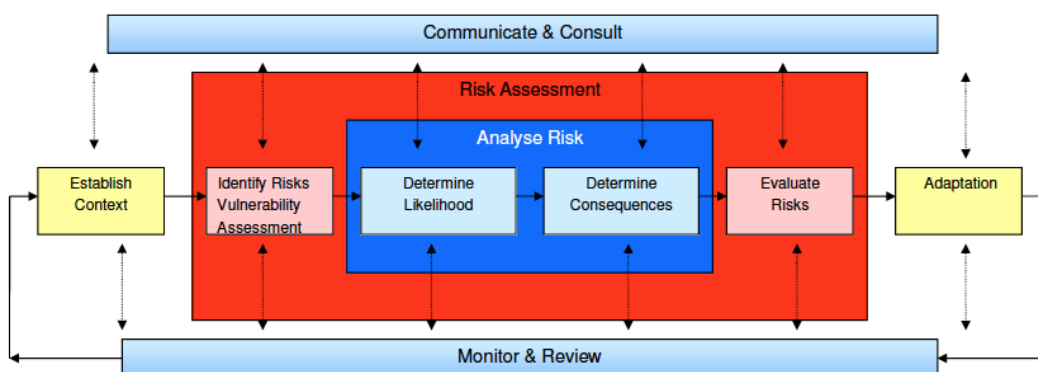 Communicate & Consult
Risk Assessment
Analyse Risk
Establish
Context
Identify Risks
Vulnerability
Assessment
Determine
Likelihood
Determine
Consequences
Evaluate
Risks
Adaptation
Monitor & Review